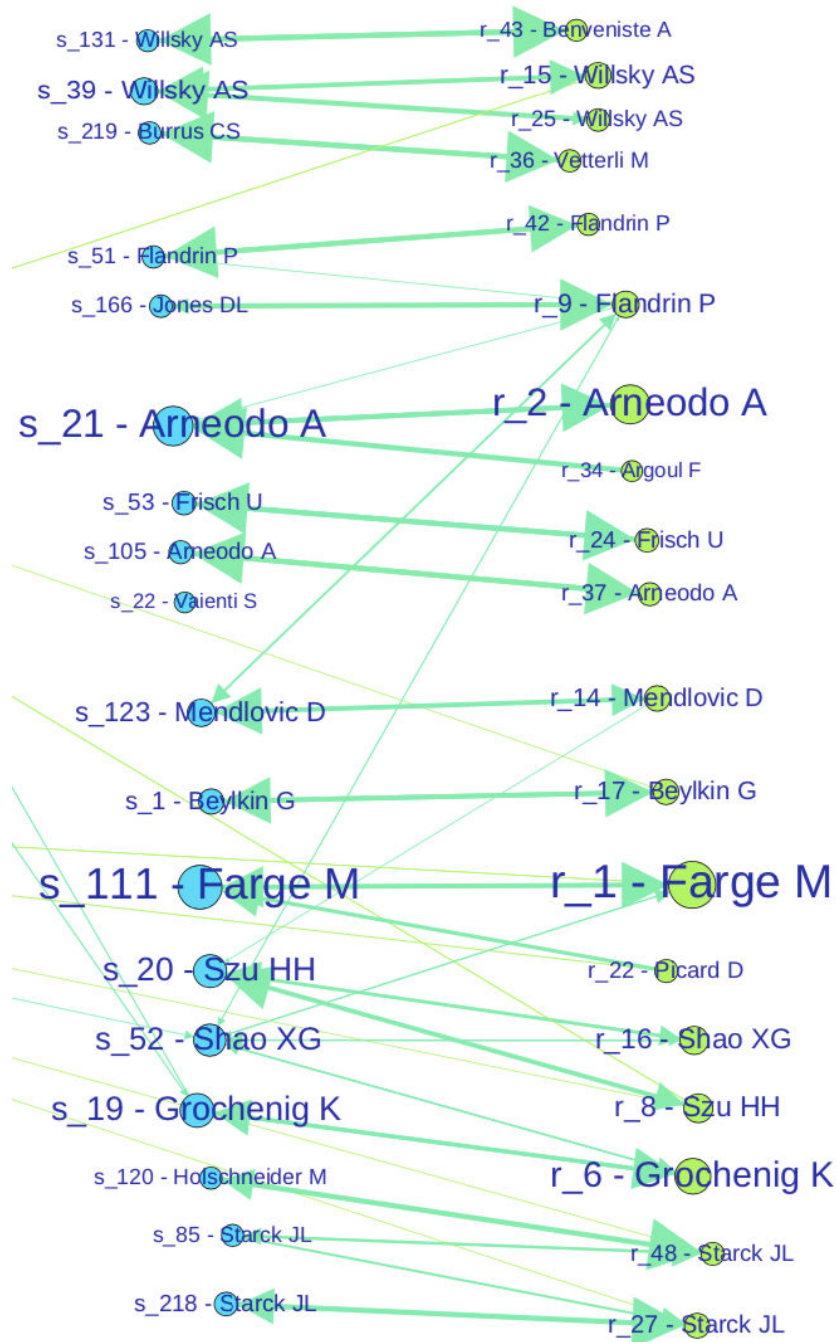 s_131 - Willsky AS
r_43 - Benveniste A
s_39 - Willsky AS
r_15 - Willsky AS
r_25 - Willsky AS
s_219 - Burrus CS
r_36 - Vetterli M
r_42 - Flandrin P
s_51 - Flandrin P
s_166 - Jones DL
r_9 - Flandrin P
r_2 - Arneodo A
s_21 - Arneodo A
r_34 - Argoul F
s_53 - Frisch U
r_24 - Frisch U
s_105 - Arneodo A
r_37 - Arneodo A
s_22 - Vaienti S
r_14 - Mendlovic D
s_123 - Mendlovic D
r_17 - Beylkin G
s_1 - Beylkin G
s_111 - Farge M
r_1 - Farge M
s_20 - Szu HH
r_22 - Picard D
s_52 - Shao XG
r_16 - Shao XG
s_19 - Grochenig K
r_8 - Szu HH
s_120 - Holschneider M
r_6 - Grochenig K
s_85 - Starck JL
r_48 - Starck JL
s_218 - Starck JL
r_27 - Starck JL